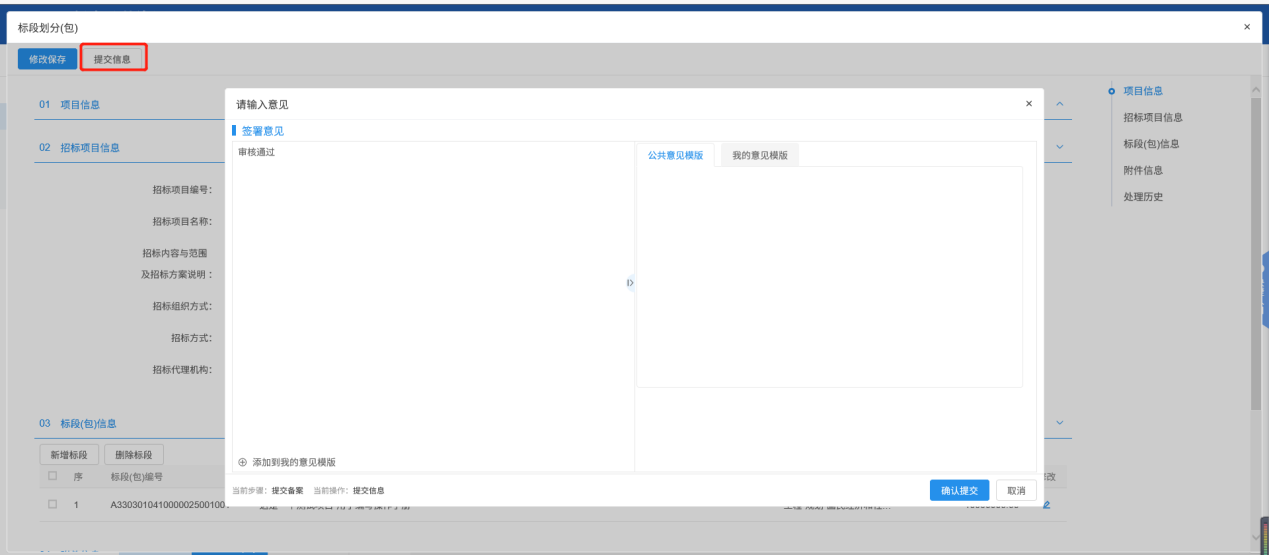 标段划分(包)
×
修改保存
提交信息
01 项目信息
02 招标项目信息
招标项目编号:
招标项目名称:
招标内容与范围
及招标方案说明 :
招标组织方式:
招标方式:
招标代理机构:
03 标段(包)信息
新增标段 删除标段
序 标段(包)编号
1
请输入意见
×
签署意见
审核通过
添加到我的意见模版
公共意见模版 我的意见模版
当前步骤: 提交备案 当前操作: 提交信息
确认提交 取消
项目信息
招标项目信息
标段(包)信息
附件信息
处理历史